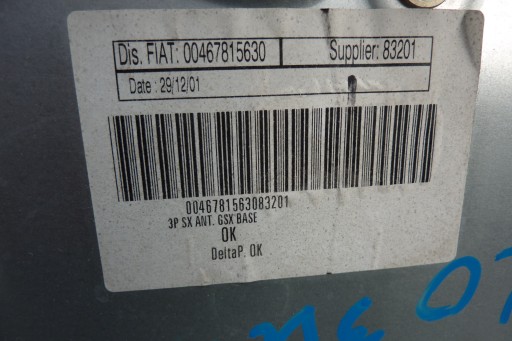 Dis. FIAT: 00467815630 Supplier: 83201
Date : 29/12/01
0046781563083201
3P SX ANT. GSX BASE
OK
DeltaP. OK